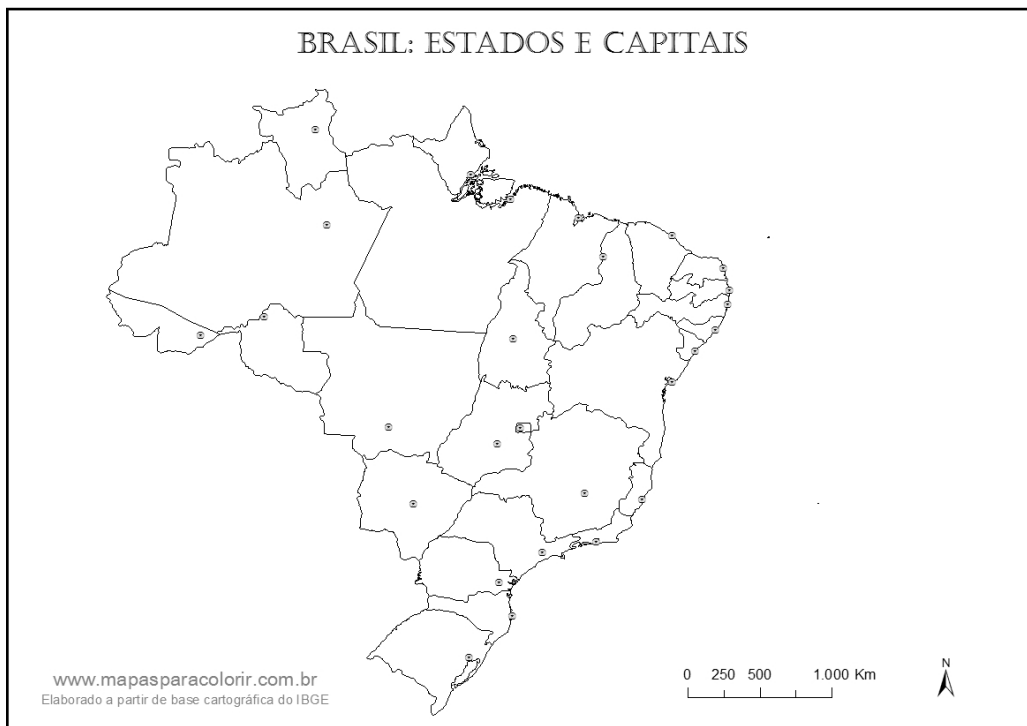 BRASIL: ESTADOS E CAPITAIS
www.mapasparacolorir.com.br
Elaborado a partir de base cartográfica do IBGE
0 250 500 1.000 Km
N